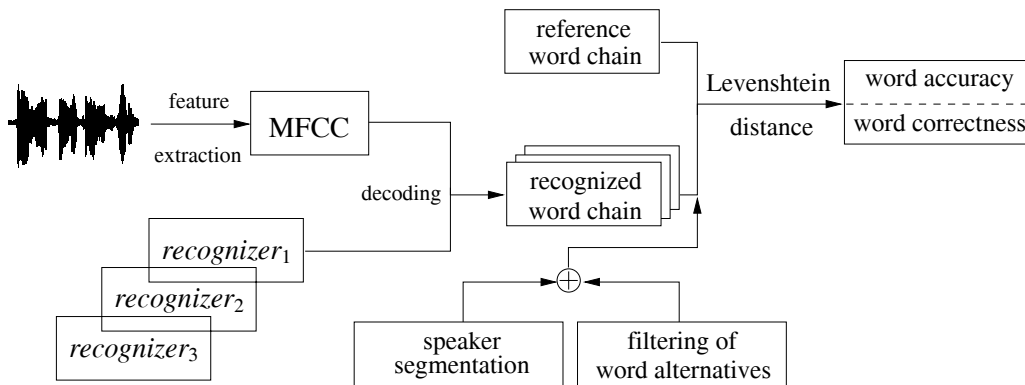 reference
word chain
Levenshtein
distance
word accuracy
word correctness
feature
extraction
MFCC
decoding
recognized
word chain
recognizer1
recognizer2
recognizer3
speaker
segmentation
filtering of
word alternatives